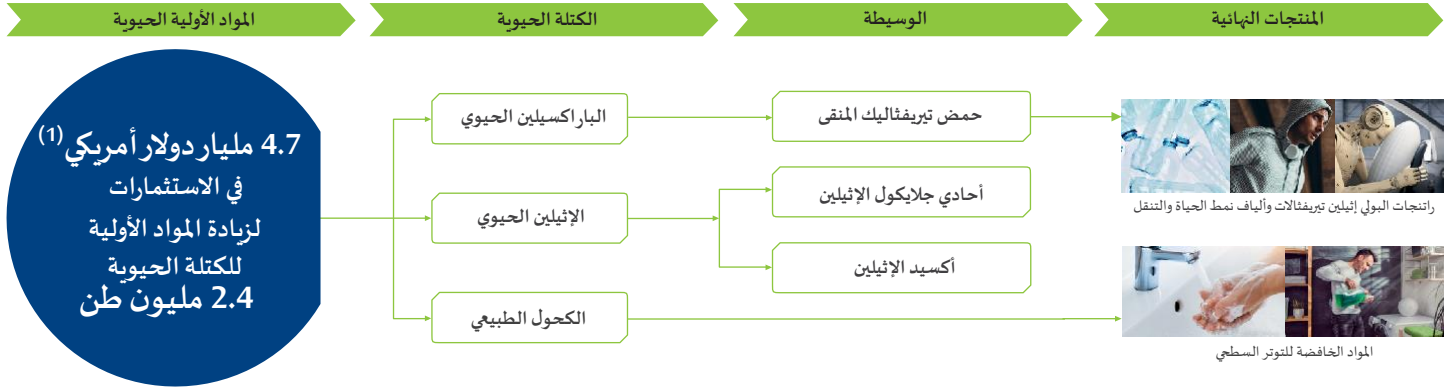 المواد الأولية الحيوية
الكتلة الحيوية
الوسيطة
المنتجات النهائية
4.7 مليار دولار أمريكي (1)
في الاستثمارات
لزيادة المواد الأولية
للكتلة الحيوية
2.4 مليون طن
الباراكسيلين الحيوي
حمض تيريفثاليك المنقى
الإثيلين الحيوي
أحادي جلايكول الإثيلين
أكسيد الإثيلين
الكحول الطبيعي
راتنجات البولي إثيلين تيريفثالات وألياف نمط الحياة والتنقل
المواد الخافضة للتوتر السطحي